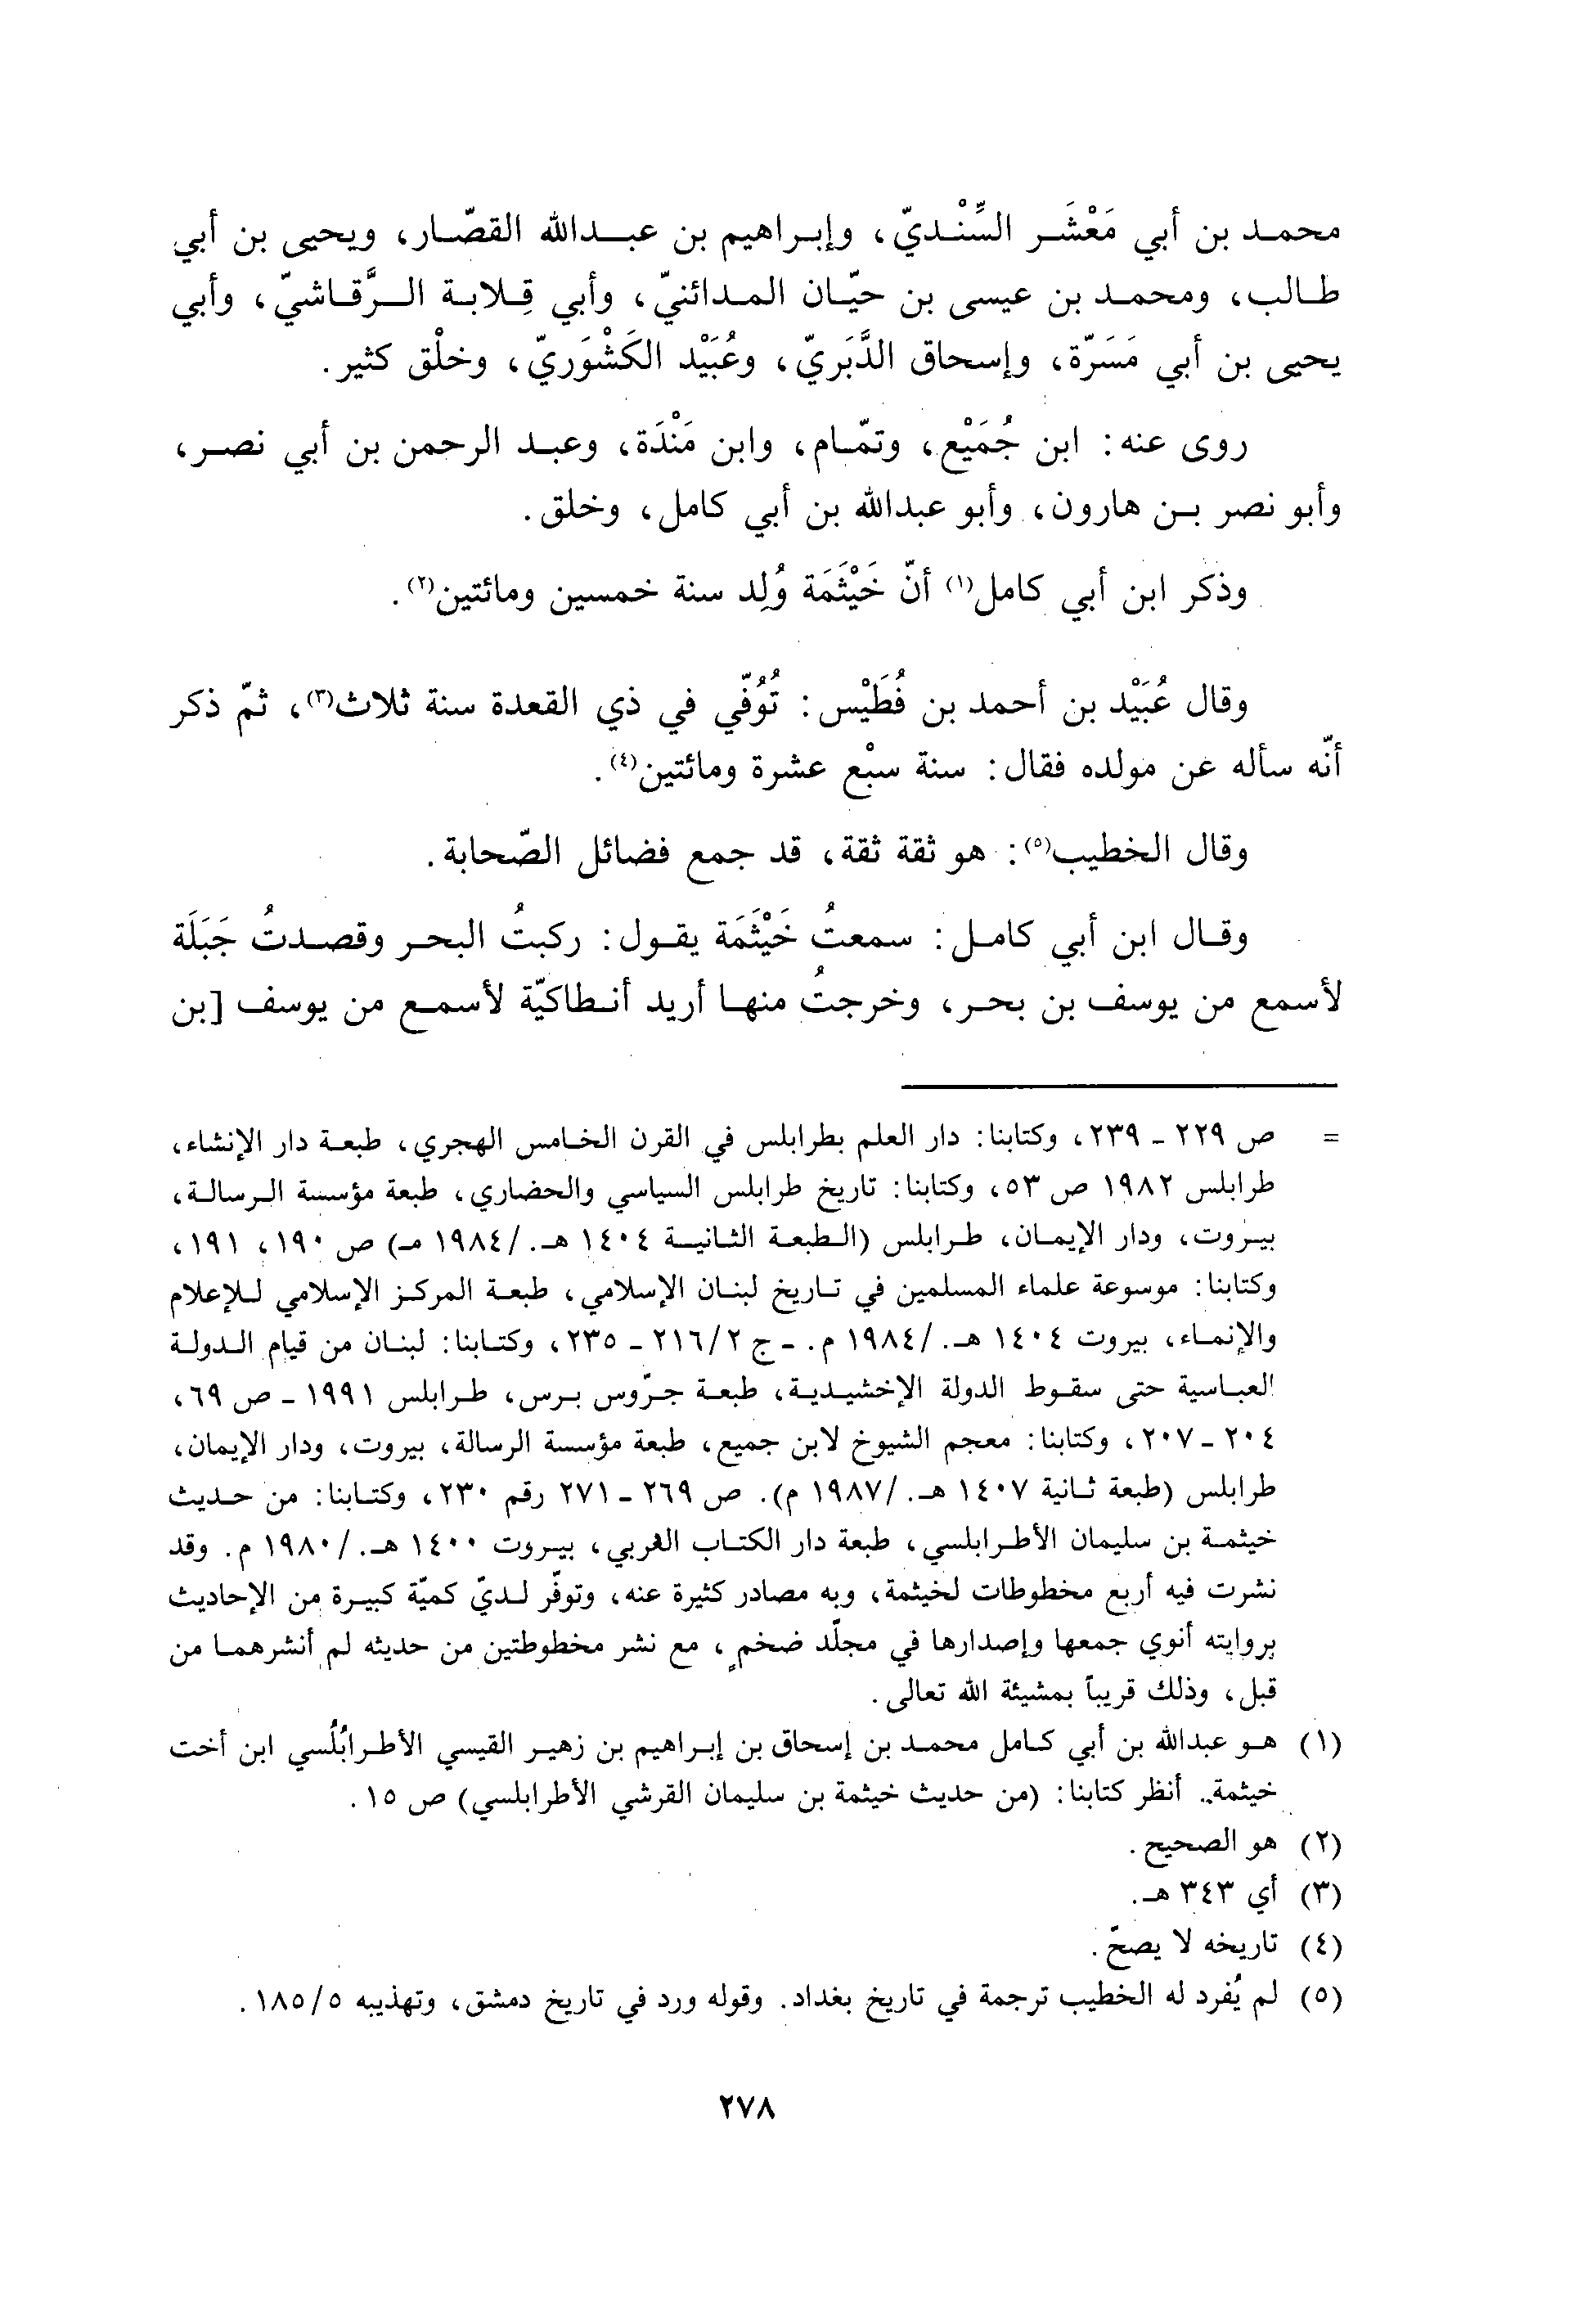 محمد بن أبي مَعْشَر السِّنْديّ، وإبراهيم بن عبدالله القصّار، ويحيى بن أبي
طالب، ومحمد بن عيسى بن حيّان المدائنيّ، وأبي قِلابة الرَّقاشيّ، وأبي
يحيى بن أبي مَسَرّة، وإسحاق الدَّبَريّ، وعُبَيْد الكَشْوَريّ، وخلْق كثير.
روى عنه: ابن جُمَيْع، وتمّام، وابن مَنْدَة، وعبد الرحمن بن أبي نصر،
وأبو نصر بن هارون، وأبو عبدالله بن أبي كامل، وخلق.
وذكر ابن أبي كامل(١) أنّ خَيْثَمَة وُلِد سنة خمسين ومائتين(٢).
وقال عُبَيْد بن أحمد بن فُطَيْس: تُوُفّي في ذي القعدة سنة ثلاث(٣)، ثمّ ذكر
أنّه سأله عن مولده فقال: سنة سبْع عشرة ومائتين(٤).
وقال الخطيب(٥): هو ثقة ثقة، قد جمع فضائل الصّحابة.
وقال ابن أبي كامل: سمعتُ خَيْثَمَة يقول: ركبتُ البحر وقصدتُ جَبَلَة
لأسمع من يوسف بن بحر، وخرجتُ منها أريد أنطاكيّة لأسمع من يوسف [بن
= ص ٢٢٩ - ٢٣٩، وكتابنا: دار العلم بطرابلس في القرن الخامس الهجري، طبعة دار الإنشاء،
طرابلس ١٩٨٢ ص ٥٣، وكتابنا: تاريخ طرابلس السياسي والحضاري، طبعة مؤسسة الرسالة،
بيروت، ودار الإيمان، طرابلس (الطبعة الثانية ١٤٠٤ هـ./١٩٨٤ مـ) ص ١٩٠، ١٩١،
وكتابنا: موسوعة علماء المسلمين في تاريخ لبنان الإسلامي، طبعة المركز الإسلامي للإعلام
والإنماء، بيروت ١٤٠٤ هـ./١٩٨٤ م. - ج ٢/٢١٦ - ٢٣٥، وكتابنا: لبنان من قيام الدولة
العباسية حتى سقوط الدولة الإخشيدية، طبعة جرّوس برس، طرابلس ١٩٩١ - ص ٦٩،
٢٠٤ - ٢٠٧، وكتابنا: معجم الشيوخ لابن جميع، طبعة مؤسسة الرسالة، بيروت، ودار الإيمان،
طرابلس (طبعة ثانية ١٤٠٧ هـ./١٩٨٧ م). ص ٢٦٩ - ٢٧١ رقم ٢٣٠، وكتابنا: من حديث
خيثمة بن سليمان الأطرابلسي، طبعة دار الكتاب العربي، بيروت ١٤٠٠ هـ./١٩٨٠ م. وقد
نشرت فيه أربع مخطوطات لخيثمة، وبه مصادر كثيرة عنه، وتوفّر لديّ كميّة كبيرة من الإحاديث
بروايته أنوي جمعها وإصدارها في مجلّد ضخمٍ، مع نشر مخطوطتين من حديثه لم أنشرهما من
قبل، وذلك قريباً بمشيئة الله تعالى.
(١) هو عبدالله بن أبي كامل محمد بن إسحاق بن إبراهيم بن زهير القيسي الأطرابُلُسي ابن أخت
خيثمة.. أنظر كتابنا: (من حديث خيثمة بن سليمان القرشي الأطرابلسي) ص ١٥.
(٢) هو الصحيح.
(٣) أي ٣٤٣ هـ.
(٤) تاريخه لا يصحّ.
(٥) لم يُفرد له الخطيب ترجمة في تاريخ بغداد. وقوله ورد في تاريخ دمشق، وتهذيبه ١٨٥/٥.
٢٧٨